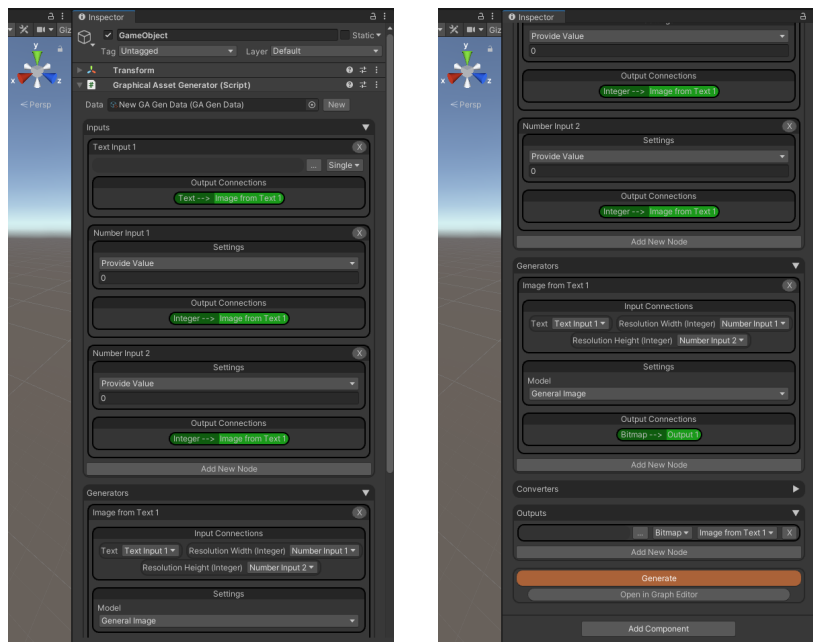 Inspector
Giz
GameObject
Static
Tag Untagged Layer Default
Transform
Graphical Asset Generator (Script)
y
x z
Persp
Data New GA Gen Data (GA Gen Data) New
Inputs
Text Input 1 X
... Single
Output Connections
Text --> Image from Text 1
Number Input 1 X
Settings
Provide Value
0
Output Connections
Integer --> Image from Text 1
Number Input 2 X
Settings
Provide Value
0
Output Connections
Integer --> Image from Text 1
Add New Node
Generators
Image from Text 1 X
Input Connections
Text Text Input 1 Resolution Width (Integer) Number Input 1
Resolution Height (Integer) Number Input 2
Settings
Model
General Image
Inspector
Giz
y
x z
Persp
Provide Value
0
Output Connections
Integer --> Image from Text 1
Number Input 2 X
Settings
Provide Value
0
Output Connections
Integer --> Image from Text 1
Add New Node
Generators
Image from Text 1 X
Input Connections
Text Text Input 1 Resolution Width (Integer) Number Input 1
Resolution Height (Integer) Number Input 2
Settings
Model
General Image
Output Connections
Bitmap --> Output 1
Add New Node
Converters
Outputs
... Bitmap Image from Text 1 X
Add New Node
Generate
Open in Graph Editor
Add Component